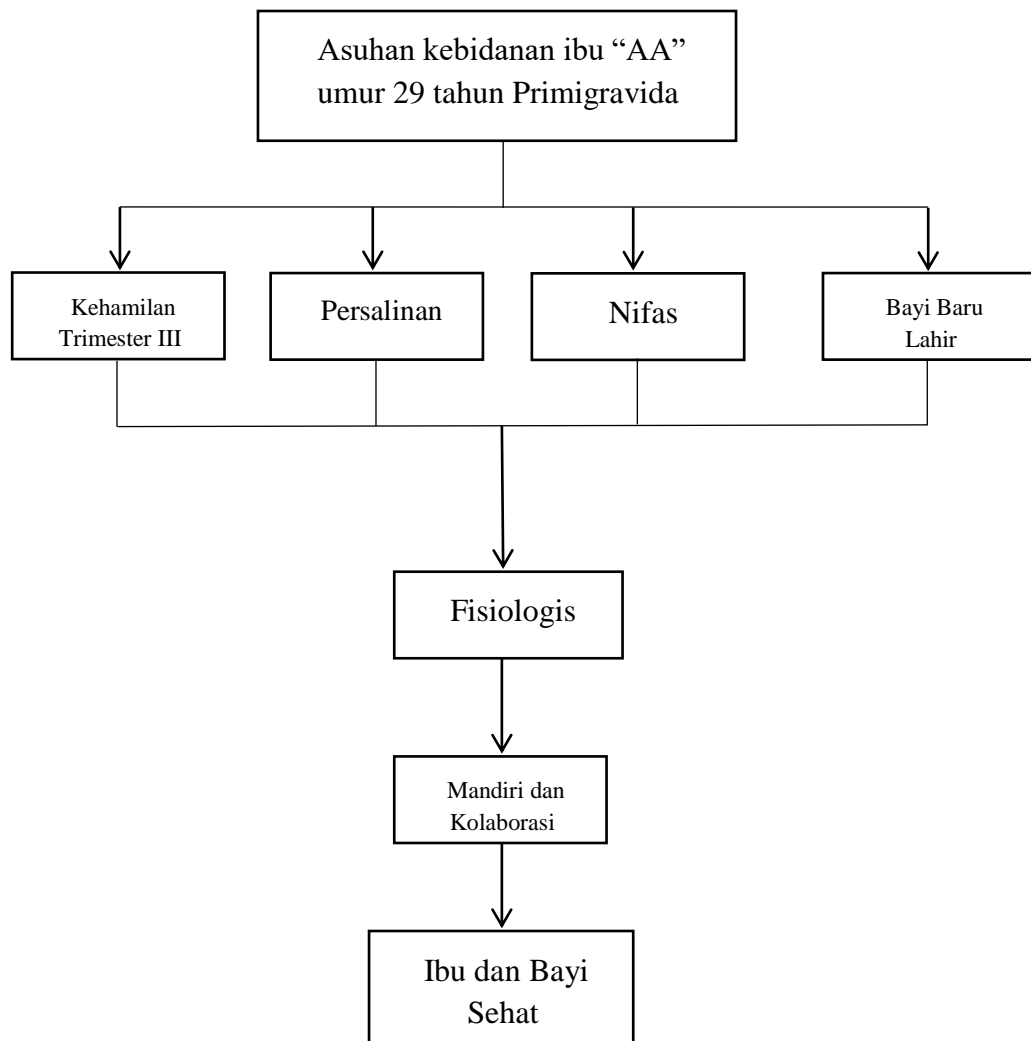 Asuhan kebidanan ibu “AA”
umur 29 tahun Primigravida
Kehamilan
Trimester III
Persalinan
Nifas
Bayi Baru
Lahir
Fisiologis
Mandiri dan
Kolaborasi
Ibu dan Bayi
Sehat